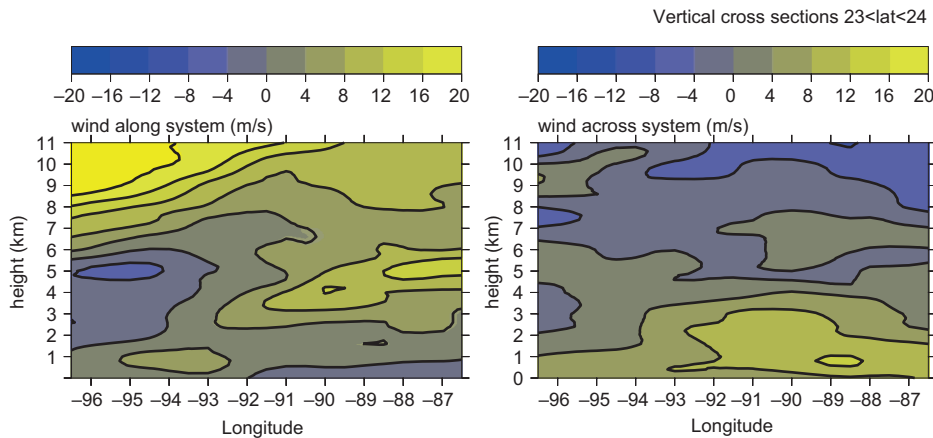 Vertical cross sections 23<lat<24
–20 –16 –12 –8 –4 0 4 8 12 16 20
–20 –16 –12 –8 –4 0 4 8 12 16 20
wind along system (m/s)
wind across system (m/s)
11
10
9
8
7
6
5
4
3
2
1
height (km)
–96 –95 –94 –93 –92 –91 –90 –89 –88 –87
Longitude
11
10
9
8
7
6
5
4
3
2
1
0
height (km)
–96 –95 –94 –93 –92 –91 –90 –89 –88 –87
Longitude